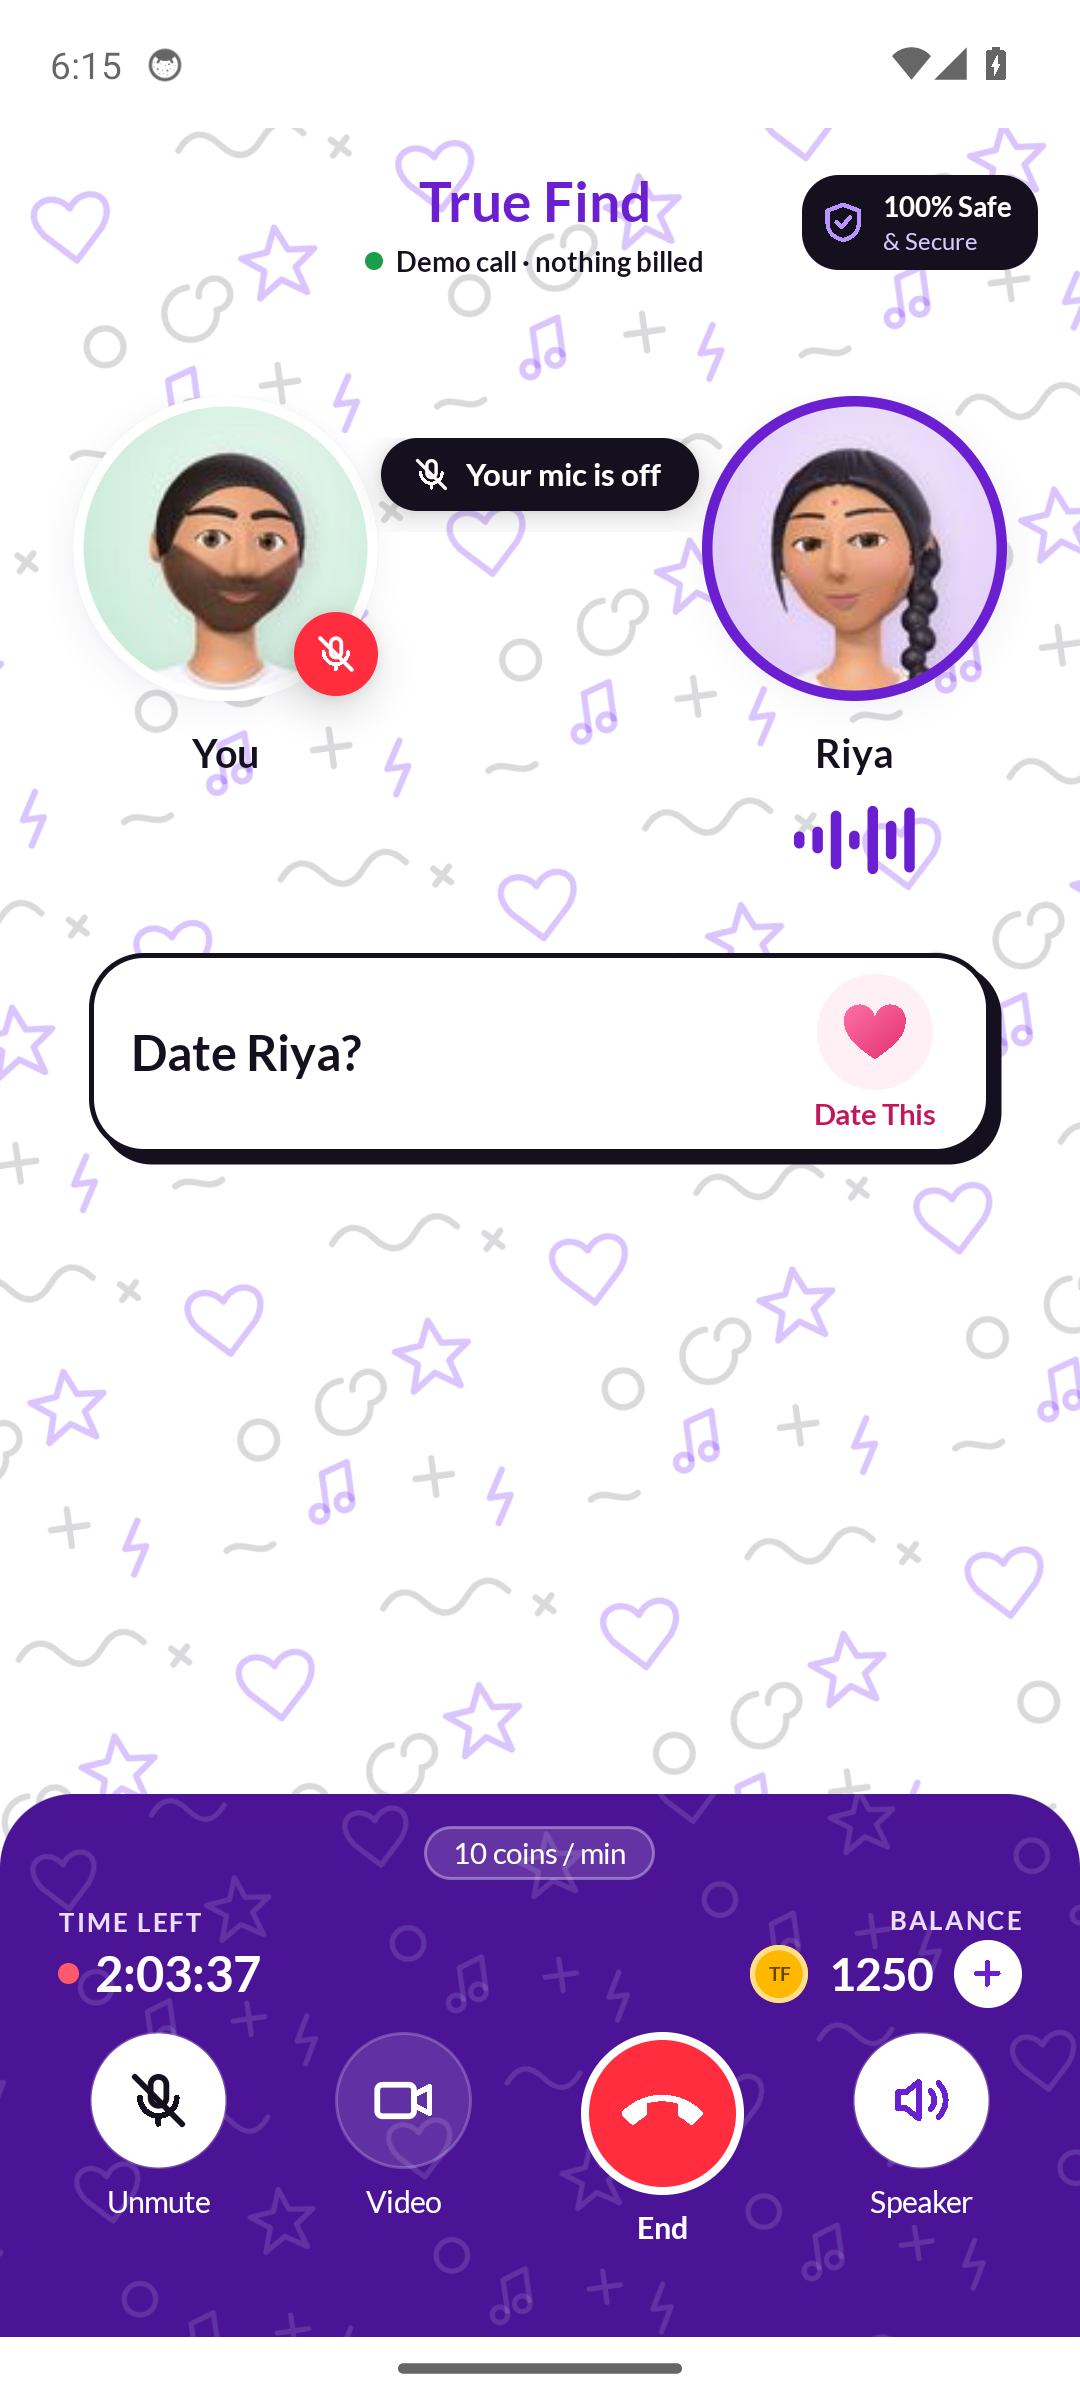 6:15
True Find
Demo call · nothing billed
100% Safe
& Secure
Your mic is off
You
Riya
Date Riya?
Date This
10 coins / min
TIME LEFT
2:03:37
BALANCE
TF
1250
Unmute
Video
End
Speaker